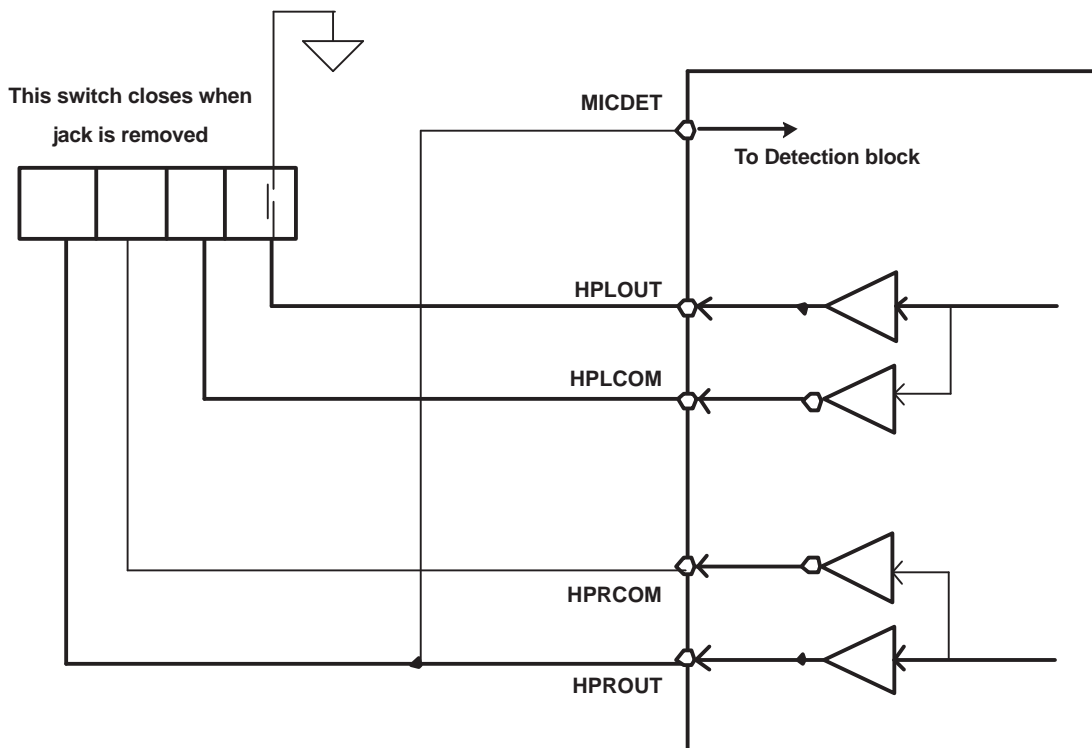 This switch closes when
jack is removed
MICDET
To Detection block
HPLOUT
HPLCOM
HPRCOM
HPROUT